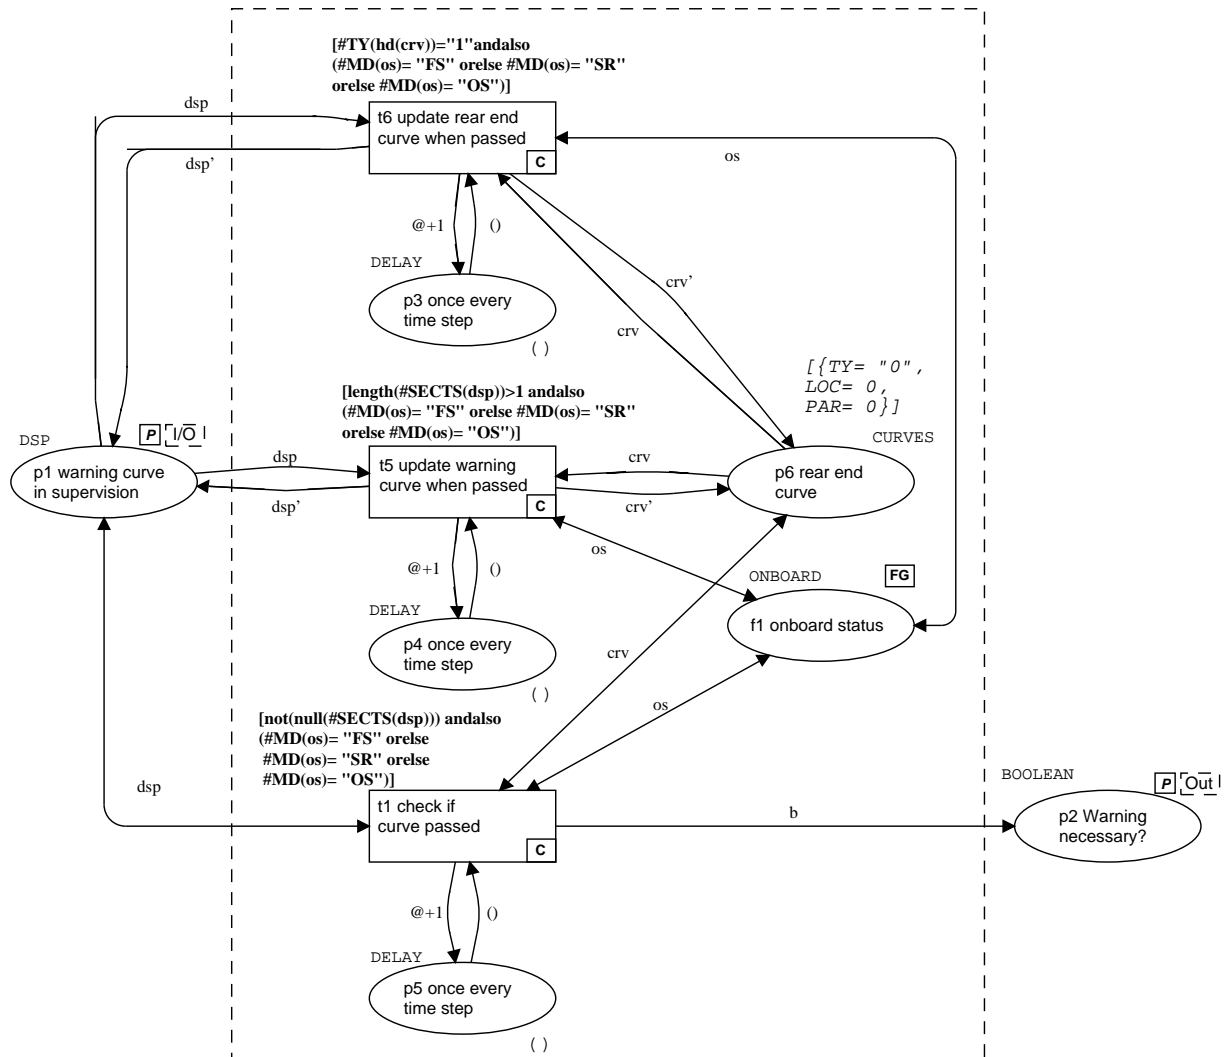 [#TY(hd(crv))="1"andalso
(#MD(os)= "FS" orelse #MD(os)= "SR"
orelse #MD(os)= "OS")]
dsp
t6 update rear end
curve when passed
C
dsp’
os
@+1
()
DELAY
p3 once every
time step
( )
crv’
crv
[{TY= "0",
LOC= 0,
PAR= 0}]
CURVES
p6 rear end
curve
[length(#SECTS(dsp))>1 andalso
(#MD(os)= "FS" orelse #MD(os)= "SR"
orelse #MD(os)= "OS")]
DSP
P
I/O
p1 warning curve
in supervision
dsp
dsp’
t5 update warning
curve when passed
C
crv
crv’
os
@+1
()
DELAY
p4 once every
time step
( )
ONBOARD
FG
f1 onboard status
crv
os
[not(null(#SECTS(dsp))) andalso
(#MD(os)= "FS" orelse
#MD(os)= "SR" orelse
#MD(os)= "OS")]
dsp
t1 check if
curve passed
C
b
BOOLEAN
P
Out
p2 Warning
necessary?
@+1
()
DELAY
p5 once every
time step
( )